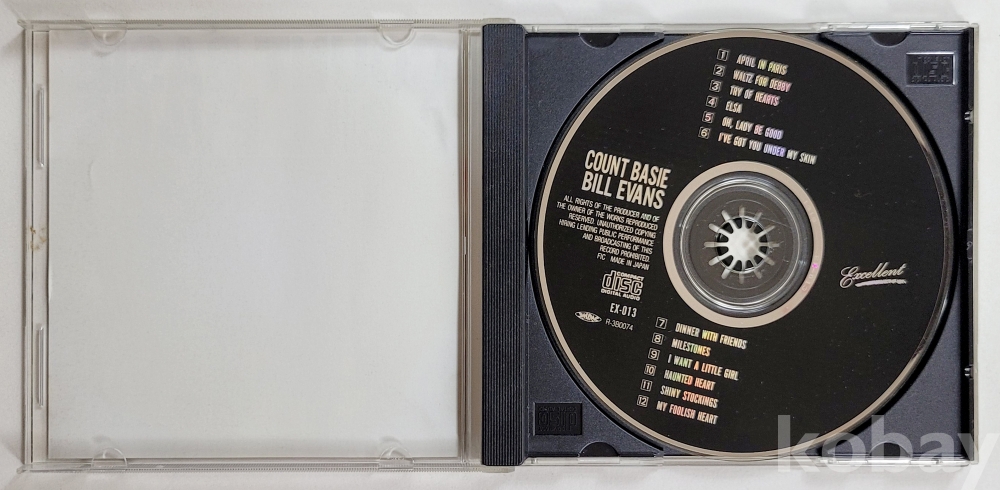 1 APRIL IN PARIS
2 WALTZ FOR DEBBY
3 TRY OF HEARTS
4 ELSA
5 OH, LADY BE GOOD
6 I'VE GOT YOU UNDER MY SKIN
COUNT BASIE
BILL EVANS
ALL RIGHTS OF THE PRODUCER AND OF
THE OWNER OF THE WORKS REPRODUCED
RESERVED. UNAUTHORIZED COPYING
HIRING LENDING PUBLIC PERFORMANCE
AND BROADCASTING OF THIS
RECORD PROHIBITED.
FIC MADE IN JAPAN
COMPACT
disc
DIGITAL AUDIO
EX-013
R-380074
Excellent
7 DINNER WITH FRIENDS
8 MILESTONES
9 I WANT A LITTLE GIRL
10 HAUNTED HEART
11 SHINY STOCKINGS
12 MY FOOLISH HEART
kobay